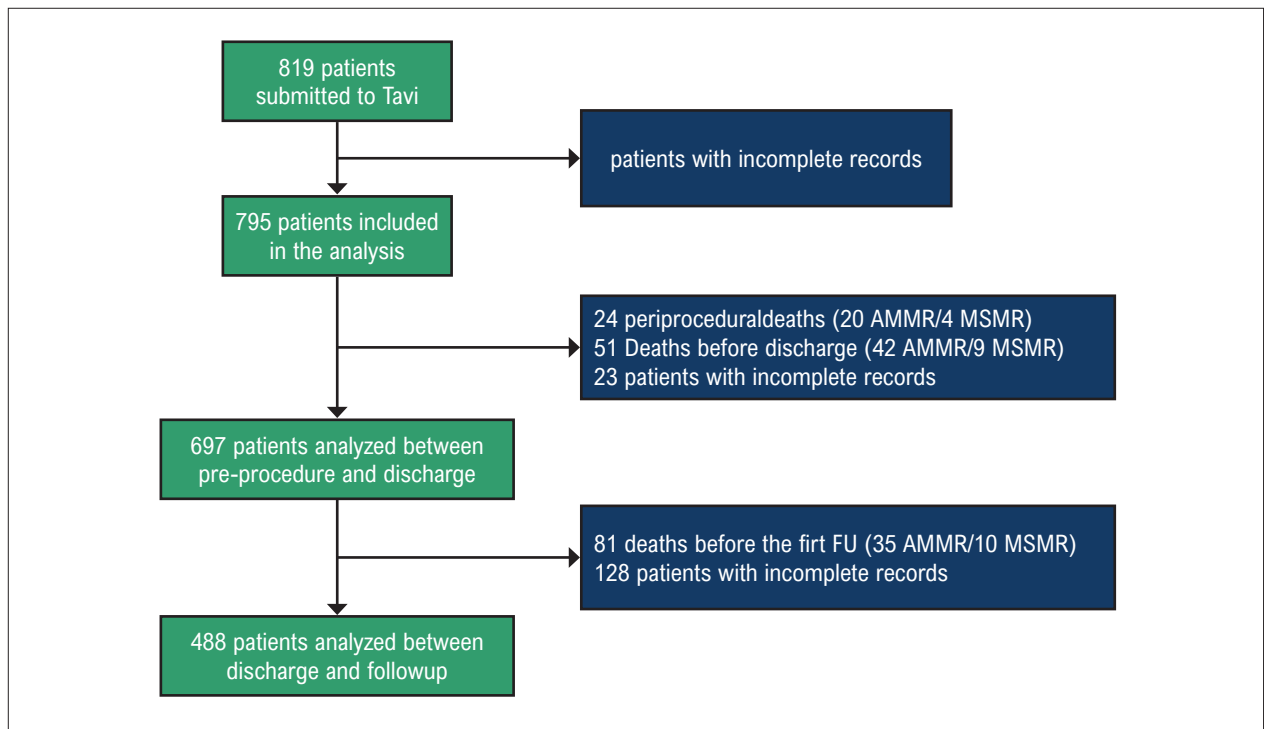 819 patients
submitted to Tavi
patients with incomplete records
795 patients included
in the analysis
24 periproceduraldeaths (20 AMMR/4 MSMR)
51 Deaths before discharge (42 AMMR/9 MSMR)
23 patients with incomplete records
697 patients analyzed between
pre-procedure and discharge
81 deaths before the firt FU (35 AMMR/10 MSMR)
128 patients with incomplete records
488 patients analyzed between
discharge and followup